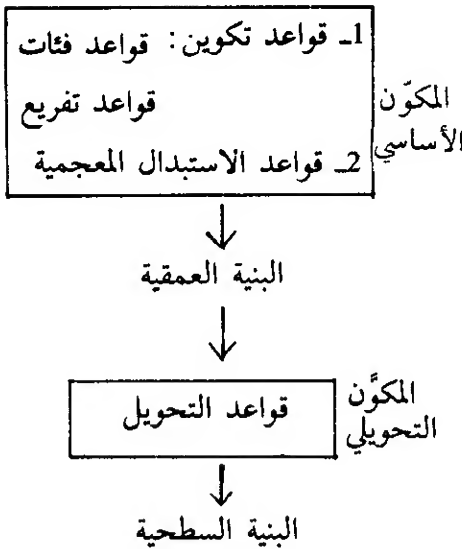 1ـ قواعد تكوين: قواعد فئات
قواعد تفريع
2ـ قواعد الاستبدال المعجمية
المكوّن
الأساسي
البنية العمقية
قواعد التحويل
المكوَّن
التحويلي
البنية السطحية